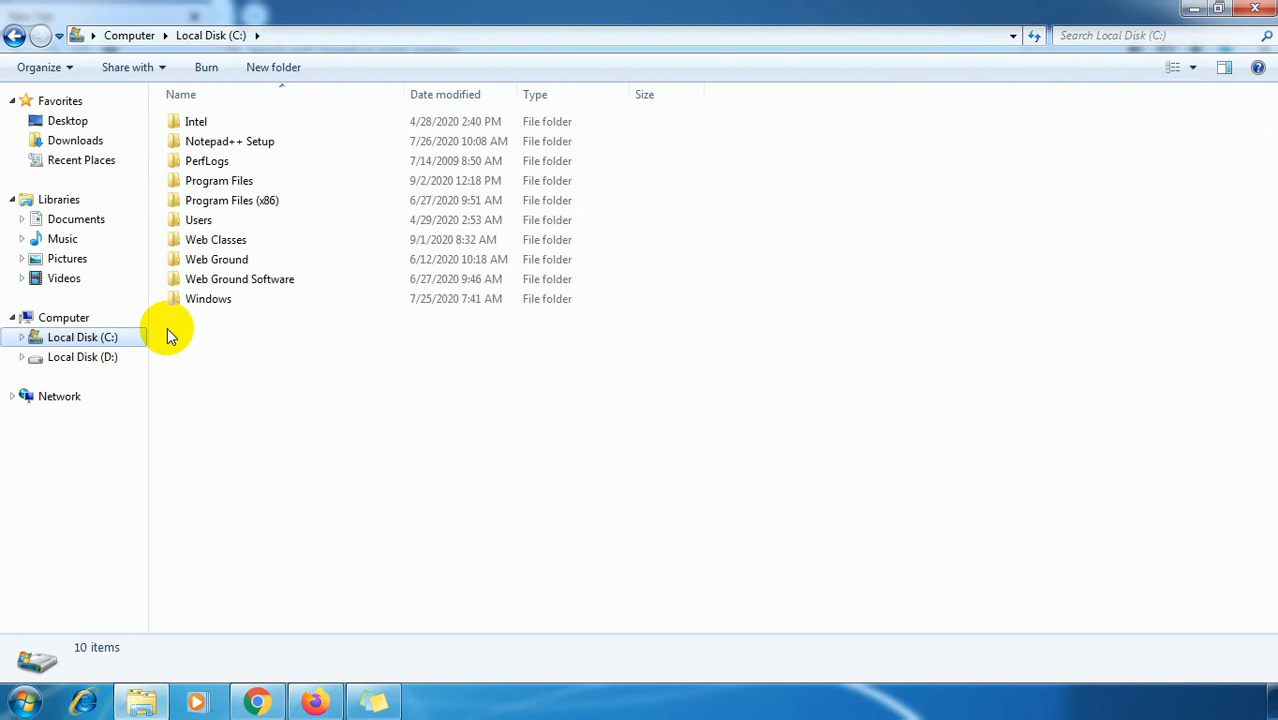 Computer Local Disk (C:) Search Local Disk (C:)
Organize Share with Burn New folder
Name Date modified Type Size
Favorites
Desktop
Downloads
Recent Places
Libraries
Documents
Music
Pictures
Videos
Computer
Local Disk (C:)
Local Disk (D:)
Network
Intel 4/28/2020 2:40 PM File folder
Notepad++ Setup 7/26/2020 10:08 AM File folder
PerfLogs 7/14/2009 8:50 AM File folder
Program Files 9/2/2020 12:18 PM File folder
Program Files (x86) 6/27/2020 9:51 AM File folder
Users 4/29/2020 2:53 AM File folder
Web Classes 9/1/2020 8:32 AM File folder
Web Ground 6/12/2020 10:18 AM File folder
Web Ground Software 6/27/2020 9:46 AM File folder
Windows 7/25/2020 7:41 AM File folder
10 items